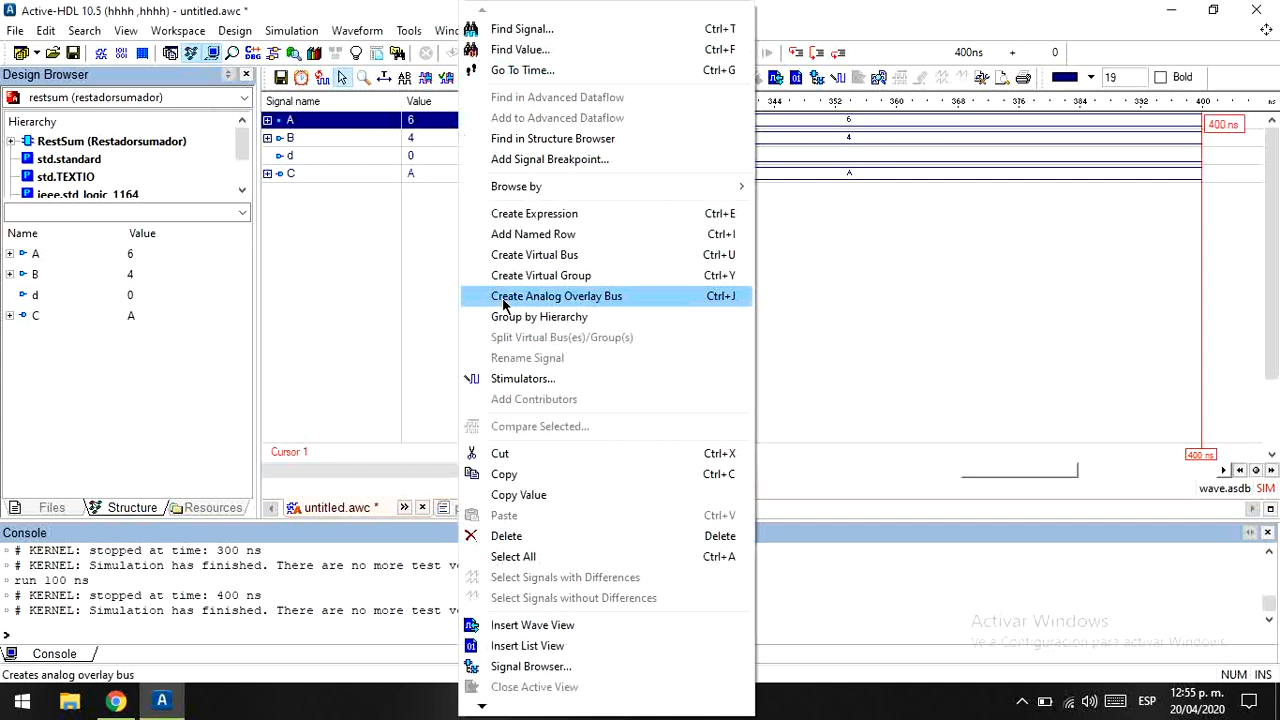 Active-HDL 10.5 (hhhh ,hhhh) - untitled.awc *
File Edit Search View Workspace Design Simulation Waveform Tools
400ns + 0
Design Browser
restsum (restadorsumador)
Hierarchy
RestSum (Restadorsumador)
std.standard
std.TEXTIO
ieee.std_logic_1164
Name Value
A 6
B 4
d 0
C A
Files Structure Resources
Signal name Value
A 6
B 4
d 0
C A
Cursor 1
untitled.awc *
19 Bold
344 352 360 368 376 384 392 400
6
4
A
400 ns
400 ns
wave.asdb SIM
Find Signal... Ctrl+T
Find Value... Ctrl+F
Go To Time... Ctrl+G
Find in Advanced Dataflow
Add to Advanced Dataflow
Find in Structure Browser
Add Signal Breakpoint...
Browse by
Create Expression Ctrl+E
Add Named Row Ctrl+I
Create Virtual Bus Ctrl+U
Create Virtual Group Ctrl+Y
Create Analog Overlay Bus Ctrl+J
Group by Hierarchy
Split Virtual Bus(es)/Group(s)
Rename Signal
Stimulators...
Add Contributors
Compare Selected...
Cut Ctrl+X
Copy Ctrl+C
Copy Value
Paste Ctrl+V
Delete Delete
Select All Ctrl+A
Select Signals with Differences
Select Signals without Differences
Insert Wave View
Insert List View
Signal Browser...
Close Active View
Console
# KERNEL: stopped at time: 300 ns
# KERNEL: Simulation has finished. There are no more test
run 100 ns
# KERNEL: stopped at time: 400 ns
# KERNEL: Simulation has finished. There are no more test
>
Console
Creates analog overlay bus
Activar Windows
Ve a Configuración para activar Windows.
NUM INS
ESP
12:55 p. m.
20/04/2020